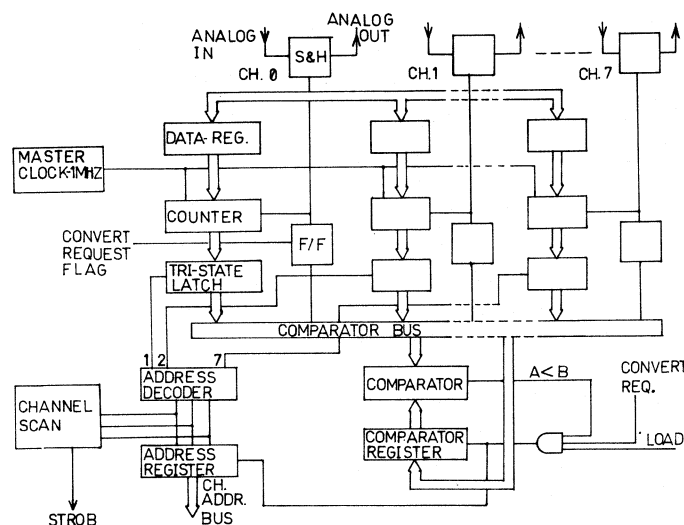 ANALOG
IN
S&H
ANALOG
OUT
CH. 0
CH.1
CH. 7
DATA-REG.
MASTER
CLOCK-1MHZ
COUNTER
CONVERT
REQUEST
FLAG
F/F
TRI-STATE
LATCH
COMPARATOR BUS
1 2 7
ADDRESS
DECODER
COMPARATOR
A<B
CONVERT
REQ.
CHANNEL
SCAN
COMPARATOR
REGISTER
LOAD
ADDRESS
REGISTER
CH.
ADDR.
BUS
STROB